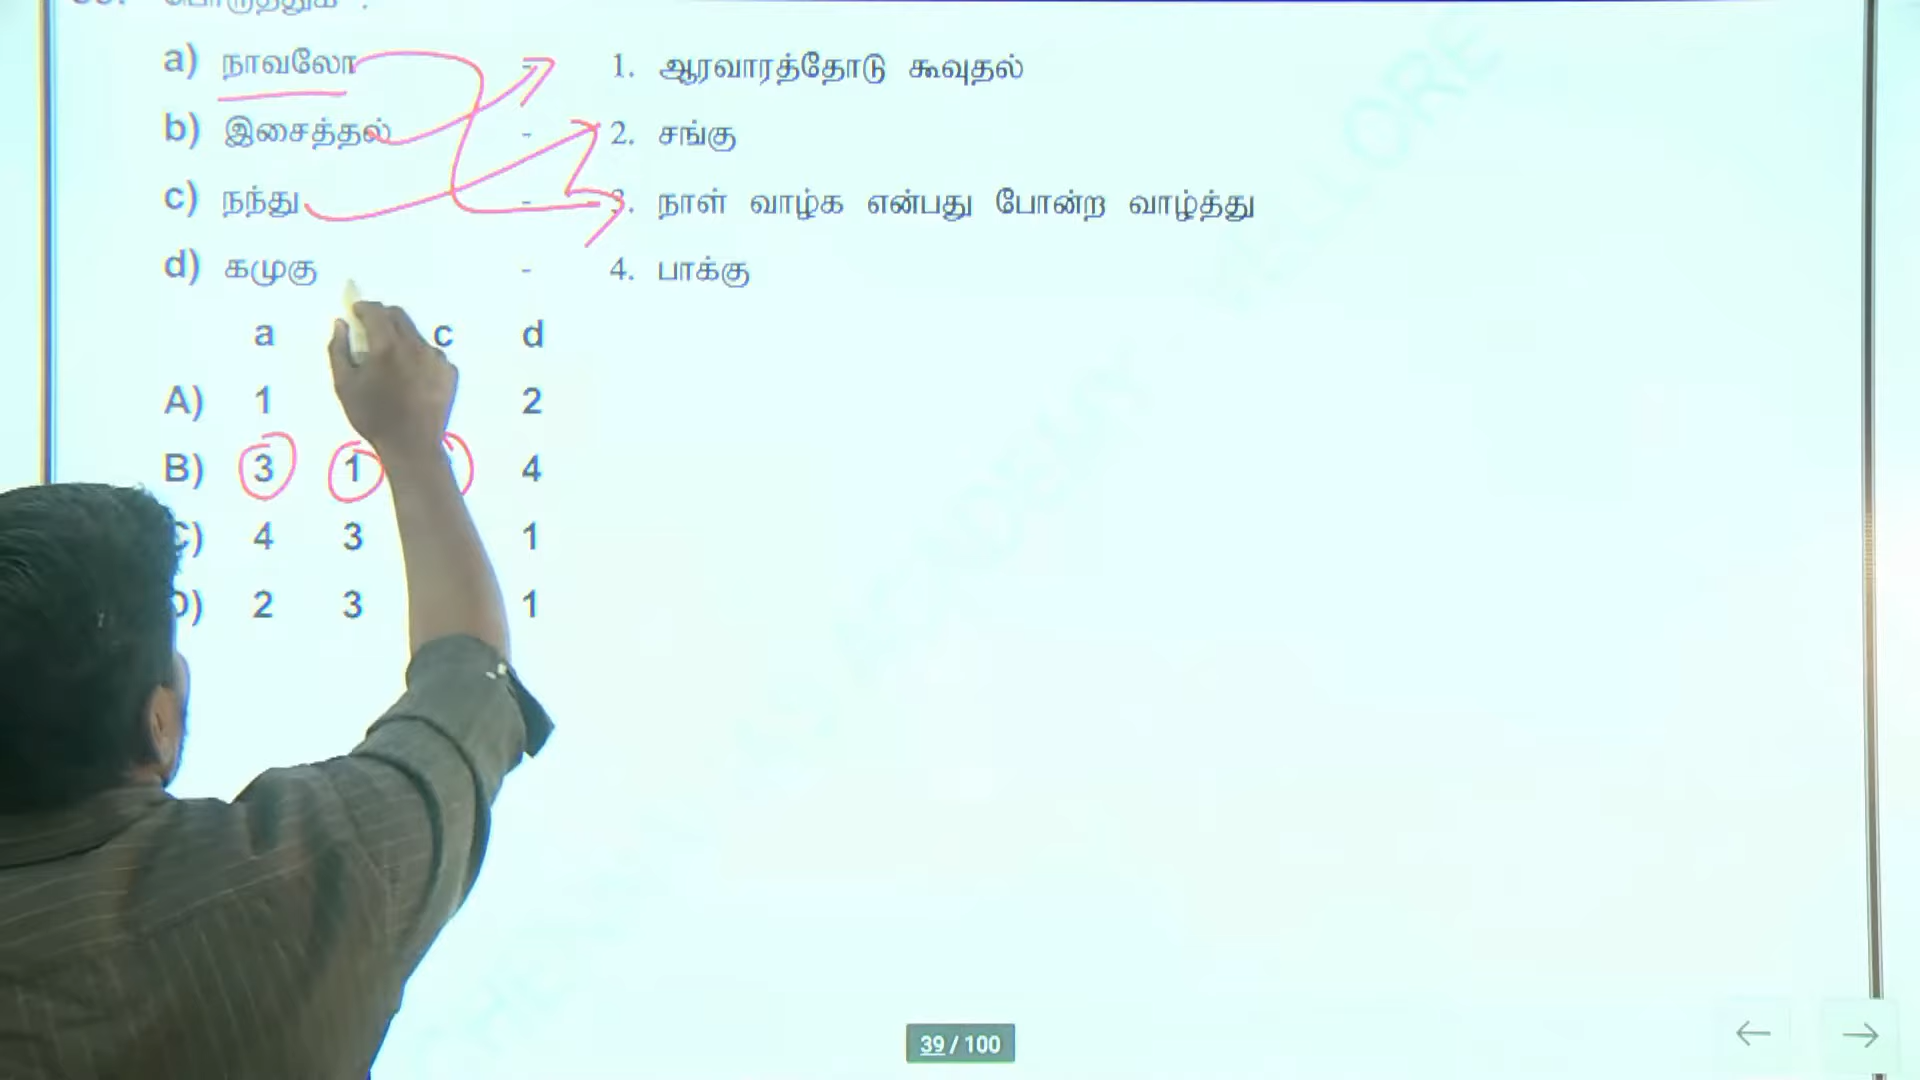 a) நாவலோ - 1. ஆரவாரத்தோடு கூவுதல்
b) இசைத்தல் - 2. சங்கு
c) நந்து - 3. நாள் வாழ்க என்பது போன்ற வாழ்த்து
d) கமுகு - 4. பாக்கு
a c d
A) 1 2
B) 3 1 4
C) 4 3 1
D) 2 3 1
39 / 100